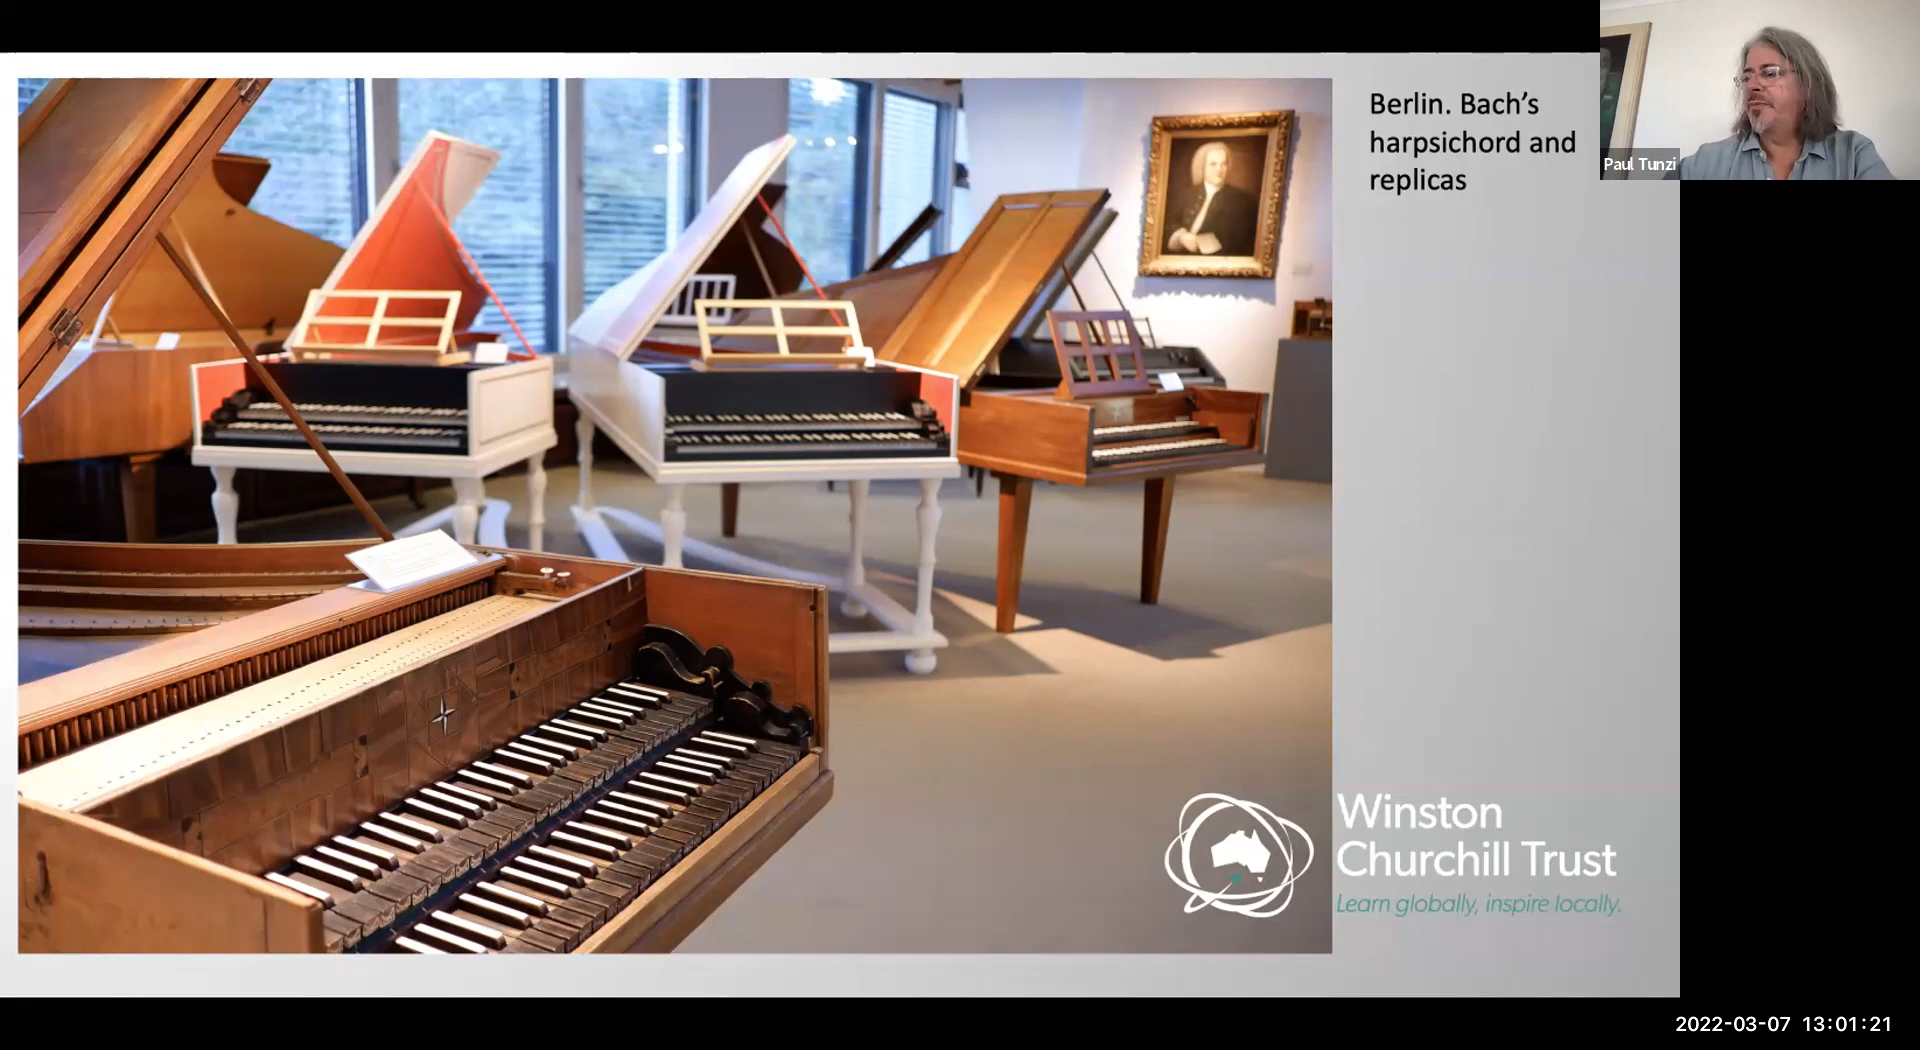 Berlin. Bach’s
harpsichord and
replicas
Paul Tunzi
Winston
Churchill Trust
Learn globally, inspire locally.
2022-03-07 13:01:21